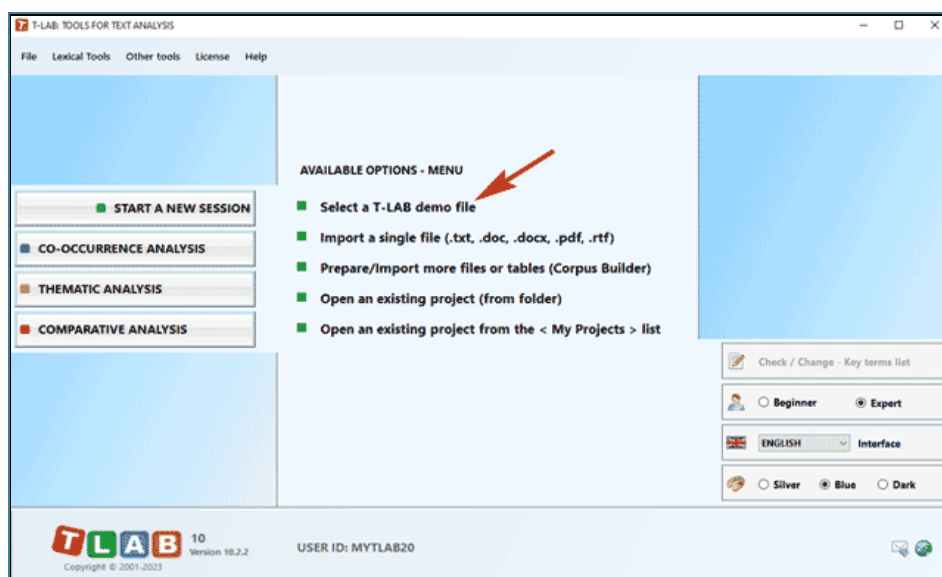 T-LAB: TOOLS FOR TEXT ANALYSIS
File Lexical Tools Other tools License Help
AVAILABLE OPTIONS - MENU
START A NEW SESSION
CO-OCCURRENCE ANALYSIS
THEMATIC ANALYSIS
COMPARATIVE ANALYSIS
Select a T-LAB demo file
Import a single file (.txt, .doc, .docx, .pdf, .rtf)
Prepare/Import more files or tables (Corpus Builder)
Open an existing project (from folder)
Open an existing project from the < My Projects > list
Check / Change - Key terms list
Beginner Expert
ENGLISH Interface
Silver Blue Dark
TLAB 10
Version 10.2.2
Copyright © 2001-2023
USER ID: MYTLAB20